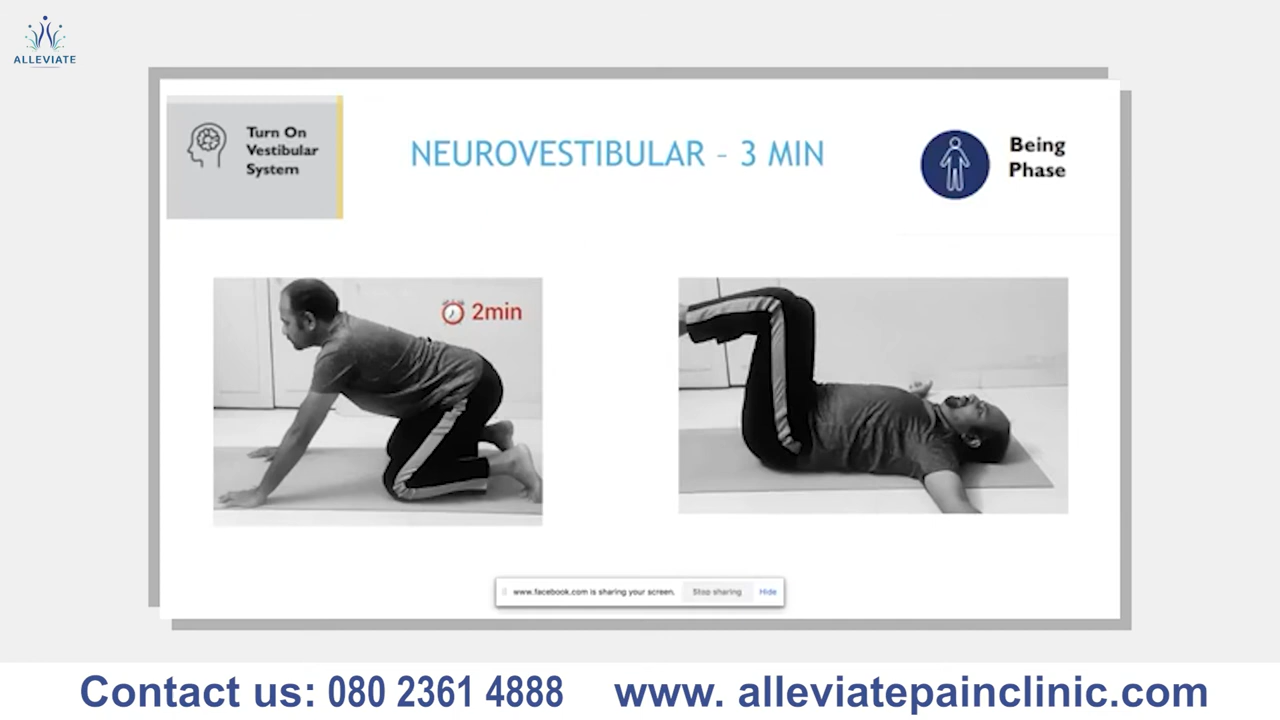 ALLEVIATE
Turn On
Vestibular
System
NEUROVESTIBULAR – 3 MIN
Being
Phase
2min
www.facebook.com is sharing your screen. Stop sharing Hide
Contact us: 080 2361 4888 www. alleviatepainclinic.com